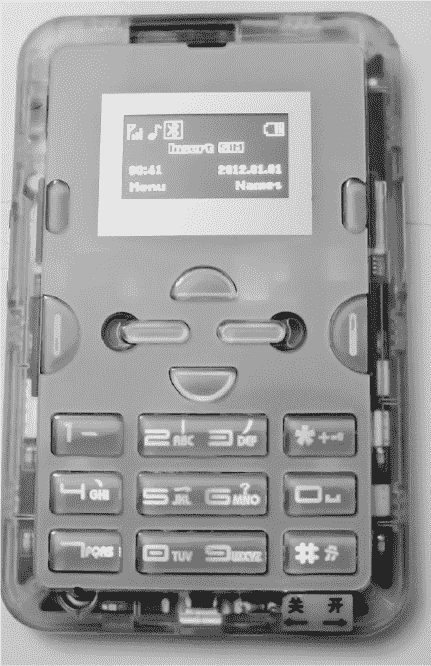 Insert SIM
00:41 2012.01.01
Menu Names
1 2 ABC 3 DEF *
4 GHI 5 JKL 6 MNO 0
7 PQRS 8 TUV 9 WXYZ #
关 开
← →